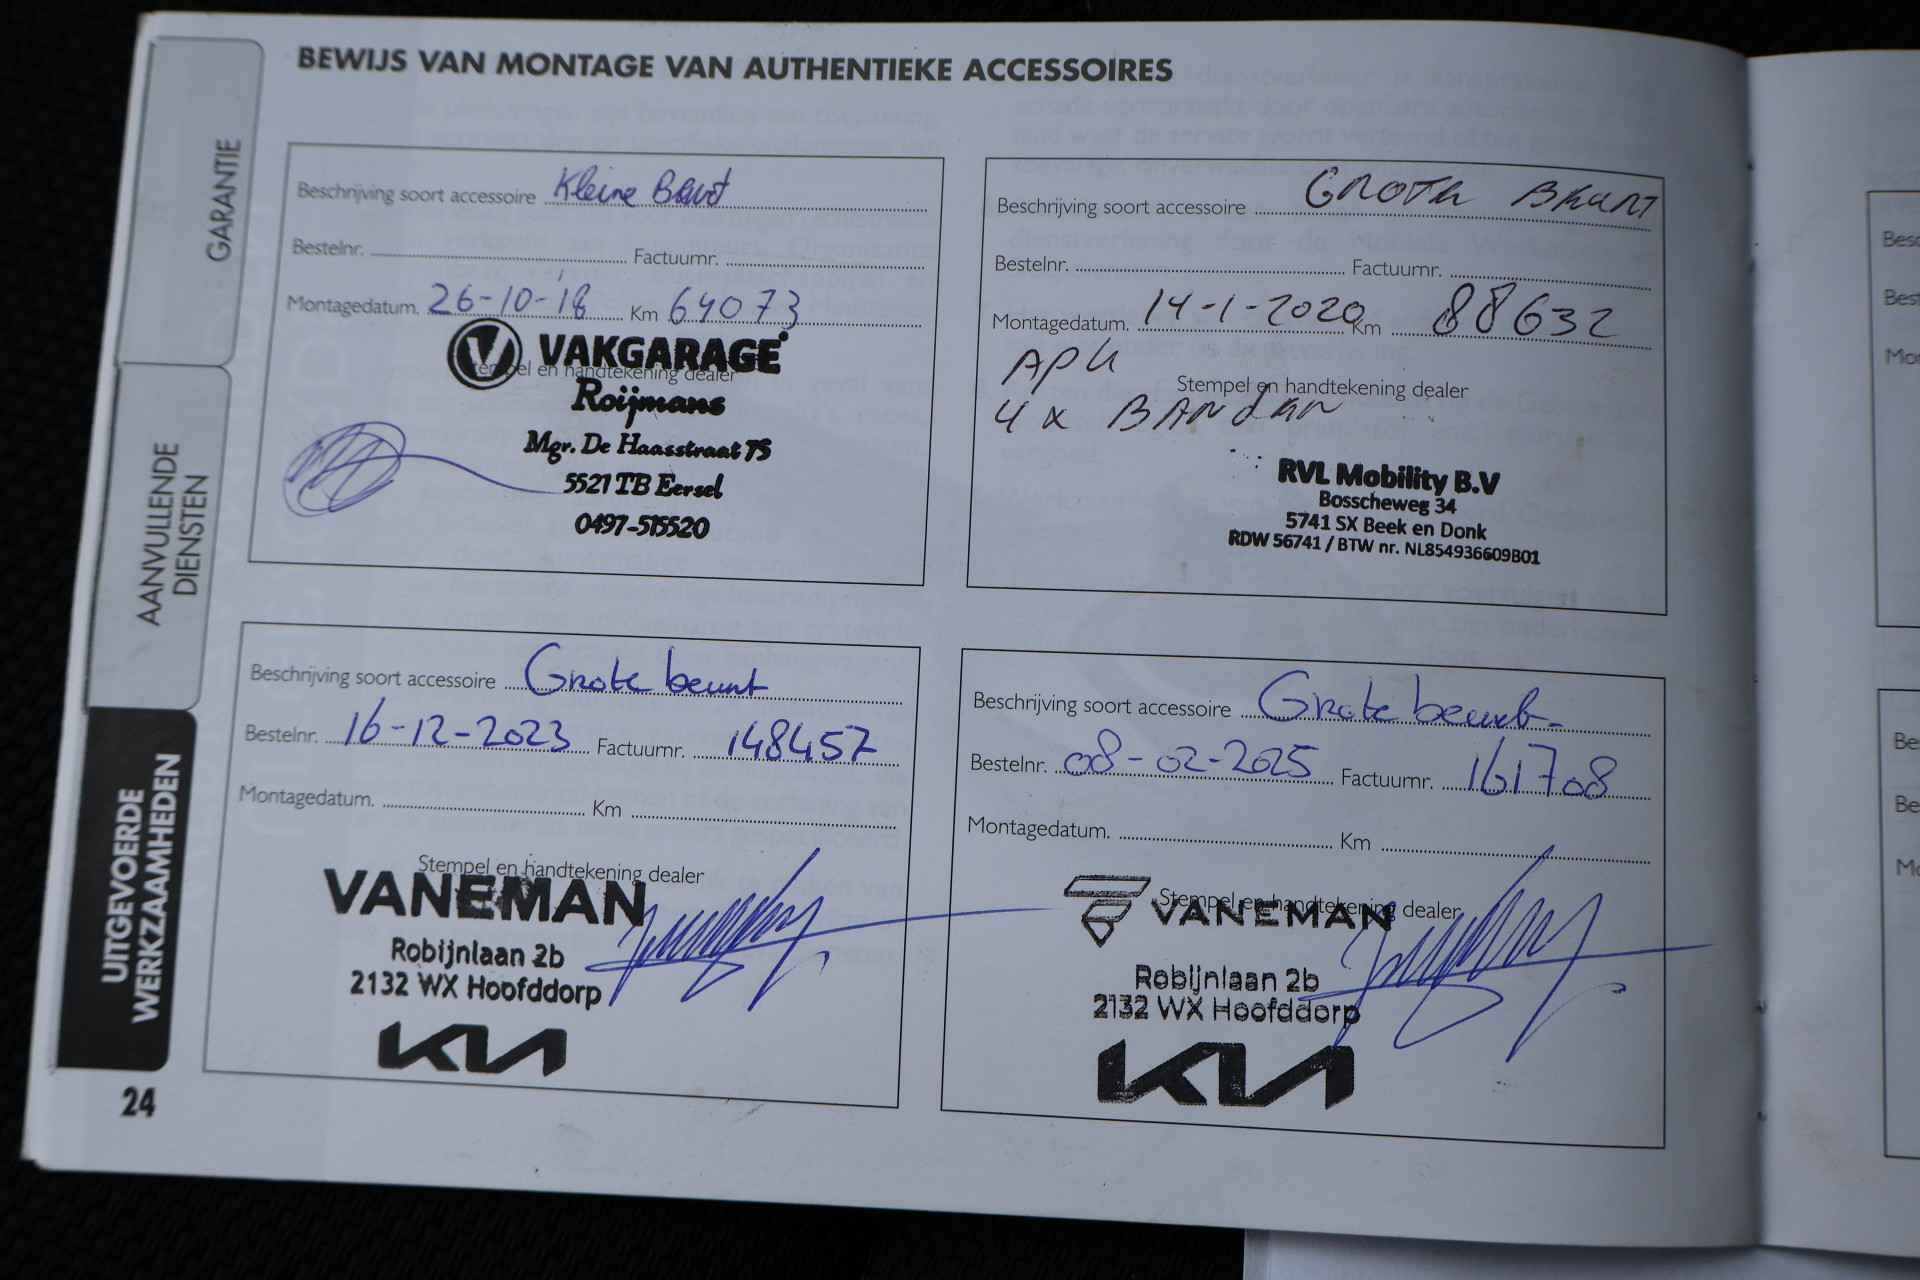 BEWIJS VAN MONTAGE VAN AUTHENTIEKE ACCESSOIRES
GARANTIE
AANVULLENDE
DIENSTEN
UITGEVOERDE
WERKZAAMHEDEN
24
Beschrijving soort accessoire Kleine Beurt
Bestelnr. Factuurnr.
Montagedatum. 26-10-'18 Km 64073
Stempel en handtekening dealer
VAKGARAGE
Roijmans
Mgr. De Haasstraat 75
5521 TB Eersel
0497-515520
Beschrijving soort accessoire GROTE BEURT
Bestelnr. Factuurnr.
Montagedatum. 14-1-2020 Km 88632
APK
Stempel en handtekening dealer
4x BANDEN
RVL Mobility B.V
Bosscheweg 34
5741 SX Beek en Donk
RDW 56741 / BTW nr. NL854936609B01
Beschrijving soort accessoire Grote beurt
Bestelnr. 16-12-2023 Factuurnr. 148457
Montagedatum. Km
Stempel en handtekening dealer
VANEMAN
Robijnlaan 2b
2132 WX Hoofddorp
KIA
Beschrijving soort accessoire Grote beurt
Bestelnr. 08-02-2025 Factuurnr. 161708
Montagedatum. Km
Stempel en handtekening dealer
VANEMAN
Robijnlaan 2b
2132 WX Hoofddorp
KIA